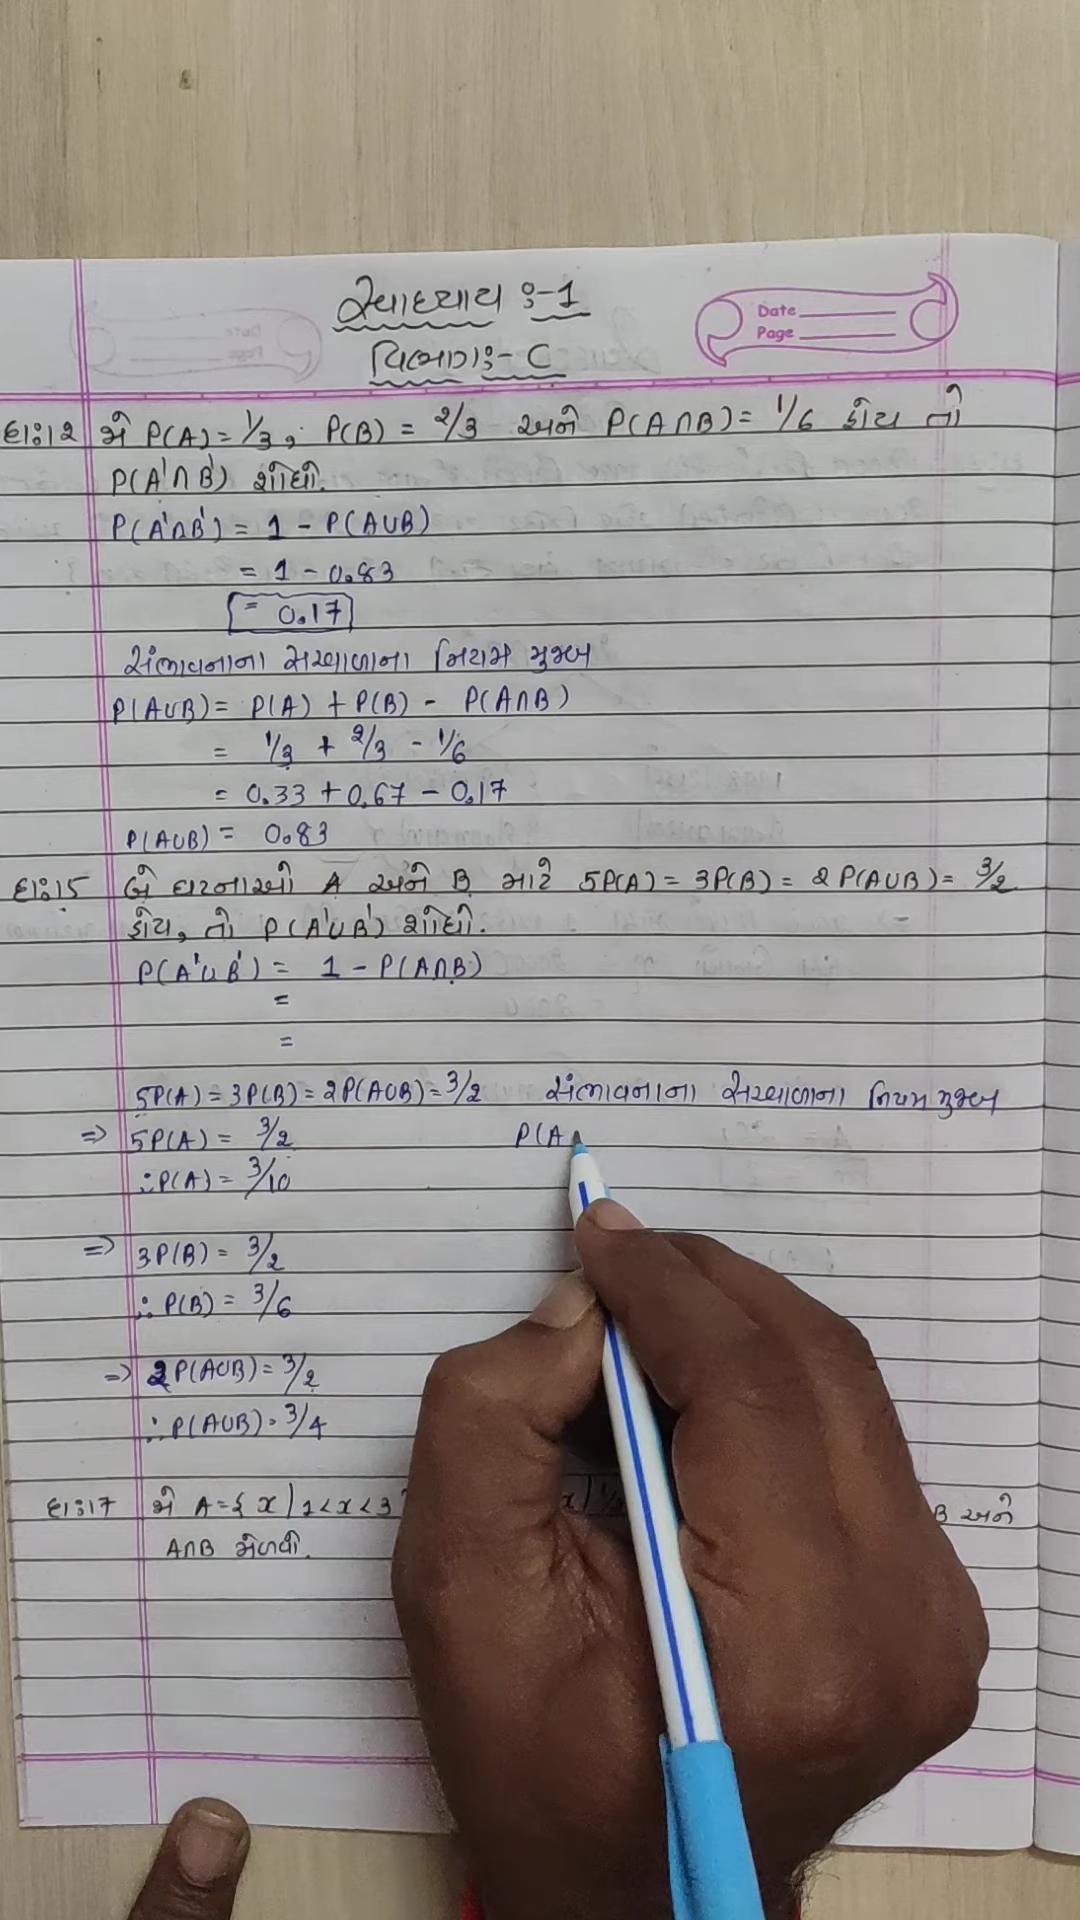 સ્વાધ્યાય :-1
Date
Page
વિભાગ :- C
દા:12 જો P(A) = 1/3, P(B) = 2/3 અને P(A∩B) = 1/6 હોય તો
P(A'∩B') શોધો.
P(A'∩B') = 1 - P(A∪B)
= 1 - 0.83
= 0.17
સંભાવનાના સરવાળાના નિયમ મુજબ
P(A∪B) = P(A) + P(B) - P(A∩B)
= 1/3 + 2/3 - 1/6
= 0.33 + 0.67 - 0.17
P(A∪B) = 0.83
દા:15 બે ઘટનાઓ A અને B માટે 5P(A) = 3P(B) = 2P(A∪B) = 3/2
હોય, તો P(A'∪B') શોધો.
P(A'∪B') = 1 - P(A∩B)
=
=
5P(A) = 3P(B) = 2P(A∪B) = 3/2 સંભાવનાના સરવાળાના નિયમ મુજબ
=> 5P(A) = 3/2 P(A
∴ P(A) = 3/10
=> 3P(B) = 3/2
∴ P(B) = 3/6
=> 2P(A∪B) = 3/2
∴ P(A∪B) = 3/4
દા:17 જો A = { x | 1 < x < 3 B અને
A∩B મેળવો.